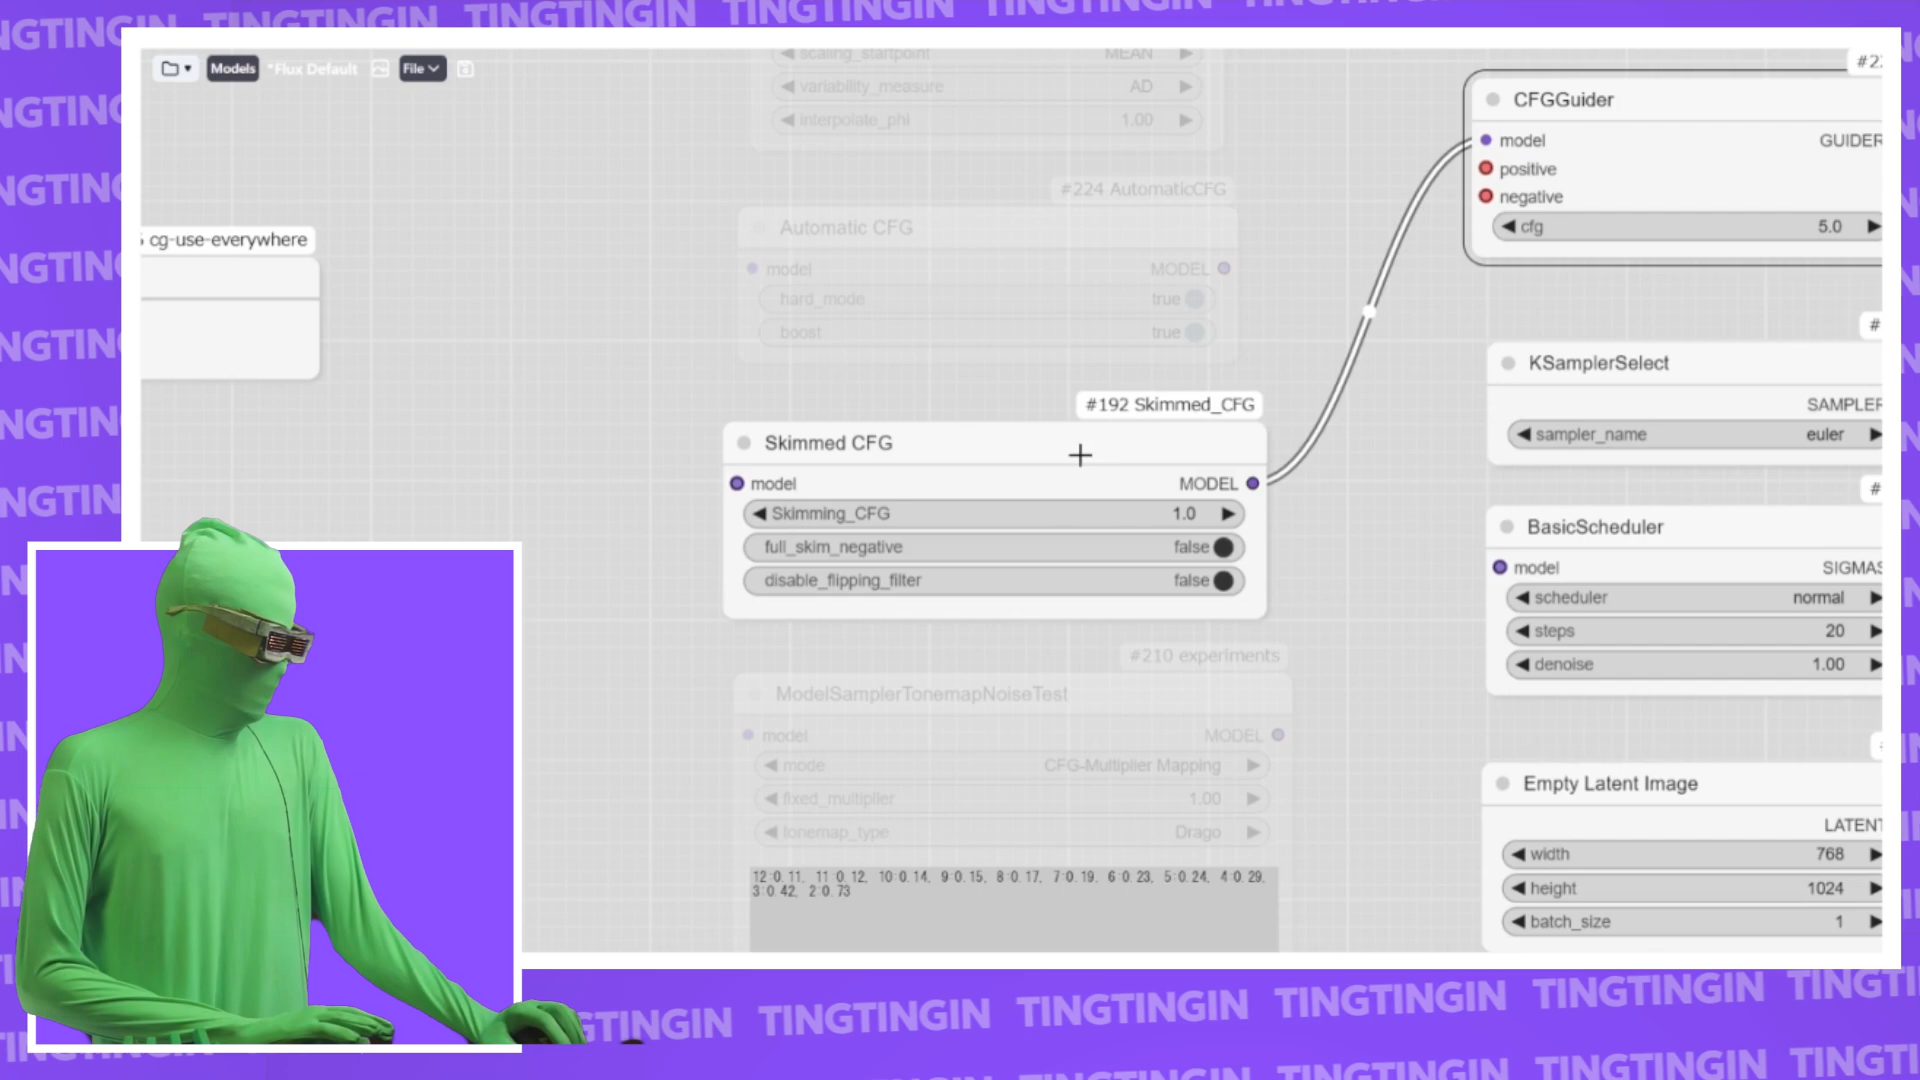 TINGTINGIN
Models
*Flux Default
File
scaling_startpoint MEAN
variability_measure AD
interpolate_phi 1.00
#224 AutomaticCFG
Automatic CFG
model MODEL
hard_mode true
boost true
cg-use-everywhere
#192 Skimmed_CFG
Skimmed CFG
model MODEL
Skimming_CFG 1.0
full_skim_negative false
disable_flipping_filter false
#210 experiments
ModelSamplerTonemapNoiseTest
model MODEL
mode CFG-Multiplier Mapping
fixed_multiplier 1.00
tonemap_type Drago
12:0.11, 11:0.12, 10:0.14, 9:0.15, 8:0.17, 7:0.19, 6:0.23, 5:0.24, 4:0.29,
3:0.42, 2:0.73
CFGGuider
model GUIDER
positive
negative
cfg 5.0
#
KSamplerSelect
SAMPLER
sampler_name euler
#
BasicScheduler
model SIGMAS
scheduler normal
steps 20
denoise 1.00
Empty Latent Image
LATENT
width 768
height 1024
batch_size 1
TINGTINGIN TINGTINGIN TINGTINGIN TINGTINGIN